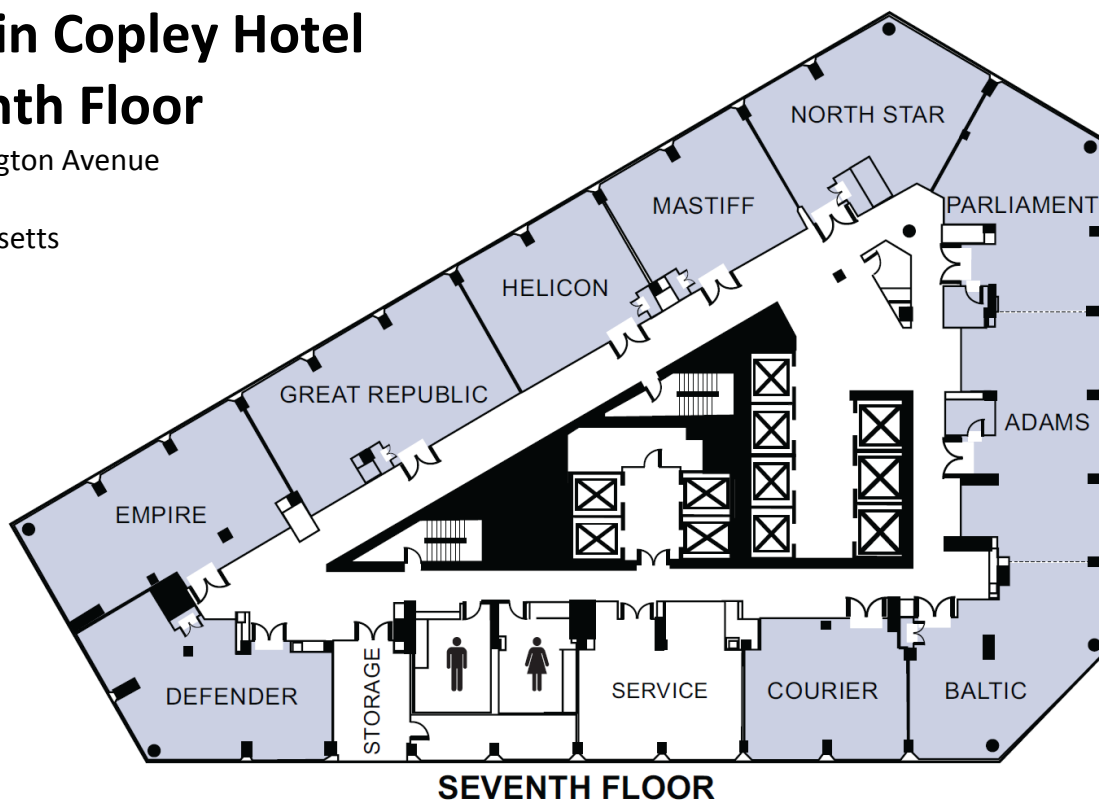 in Copley Hotel
nth Floor
gton Avenue
setts
NORTH STAR
MASTIFF
PARLIAMENT
HELICON
GREAT REPUBLIC
ADAMS
EMPIRE
DEFENDER
STORAGE
SERVICE
COURIER
BALTIC
SEVENTH FLOOR